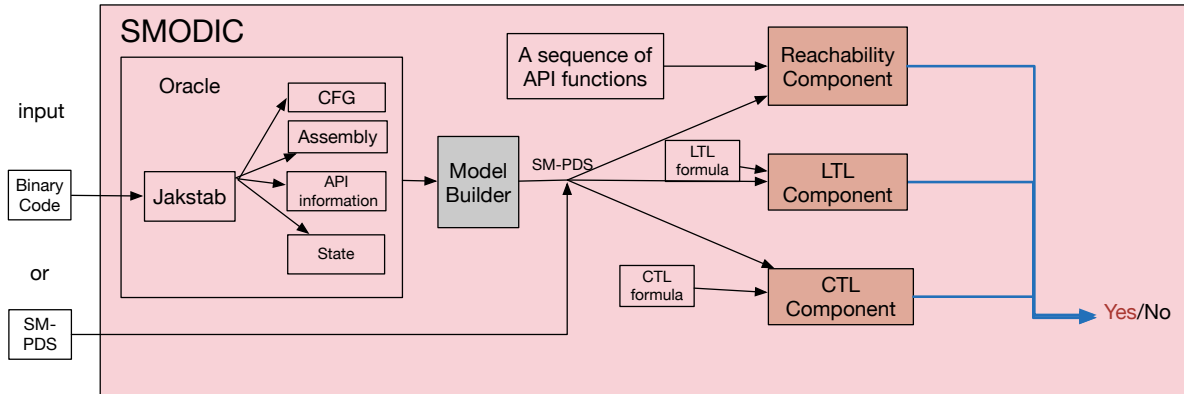 SMODIC
input
Binary
Code
or
SM-
PDS
Oracle
Jakstab
CFG
Assembly
API
information
State
Model
Builder
SM-PDS
A sequence of
API functions
LTL
formula
CTL
formula
Reachability
Component
LTL
Component
CTL
Component
Yes/No